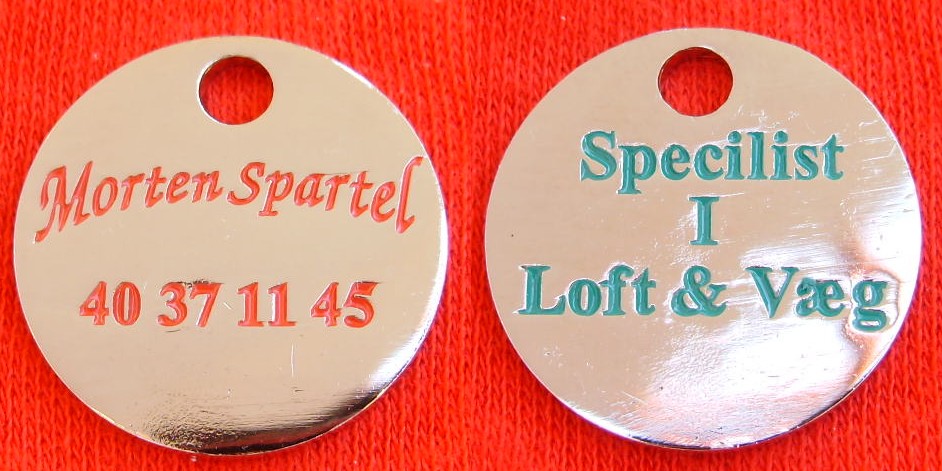 Morten Spartel
40 37 11 45
Specilist
I
Loft & Væg